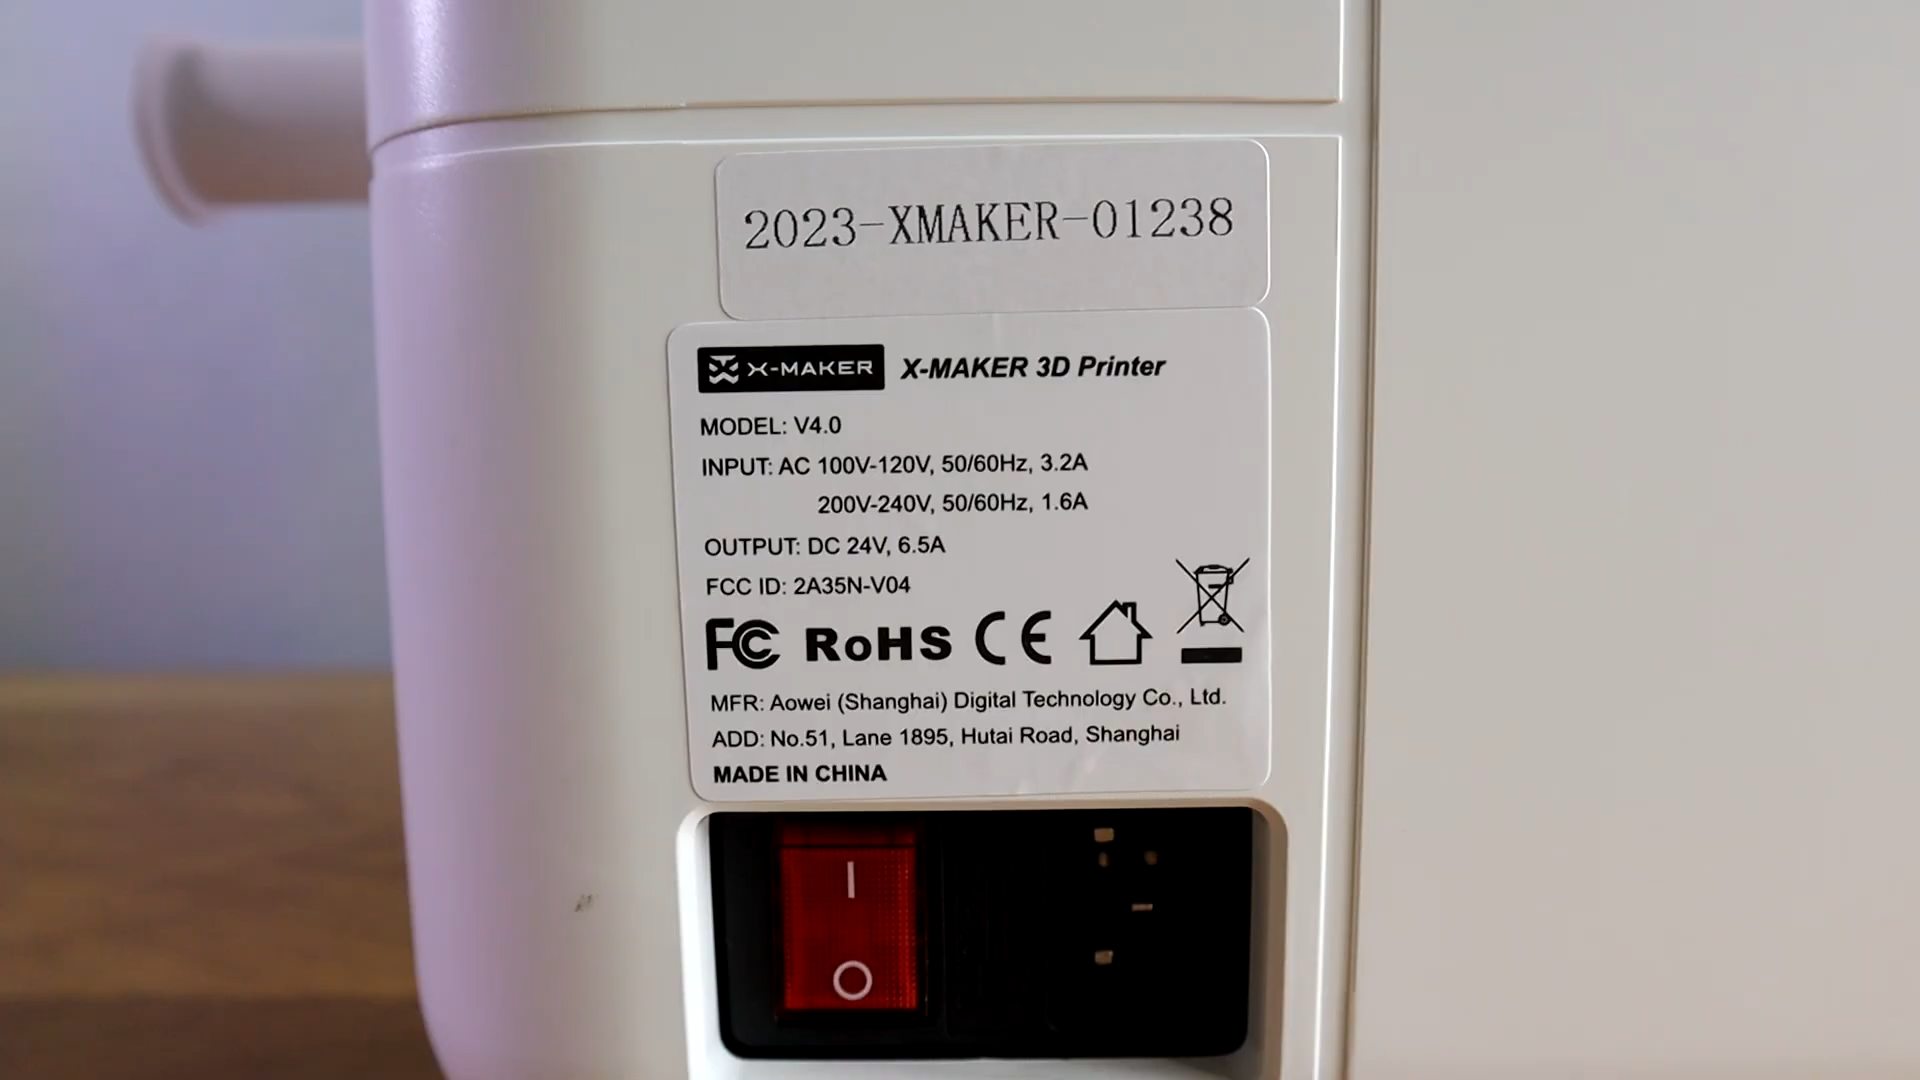 2023-XMAKER-01238
X-MAKER X-MAKER 3D Printer
MODEL: V4.0
INPUT: AC 100V-120V, 50/60Hz, 3.2A
200V-240V, 50/60Hz, 1.6A
OUTPUT: DC 24V, 6.5A
FCC ID: 2A35N-V04
FC RoHS CE
MFR: Aowei (Shanghai) Digital Technology Co., Ltd.
ADD: No.51, Lane 1895, Hutai Road, Shanghai
MADE IN CHINA